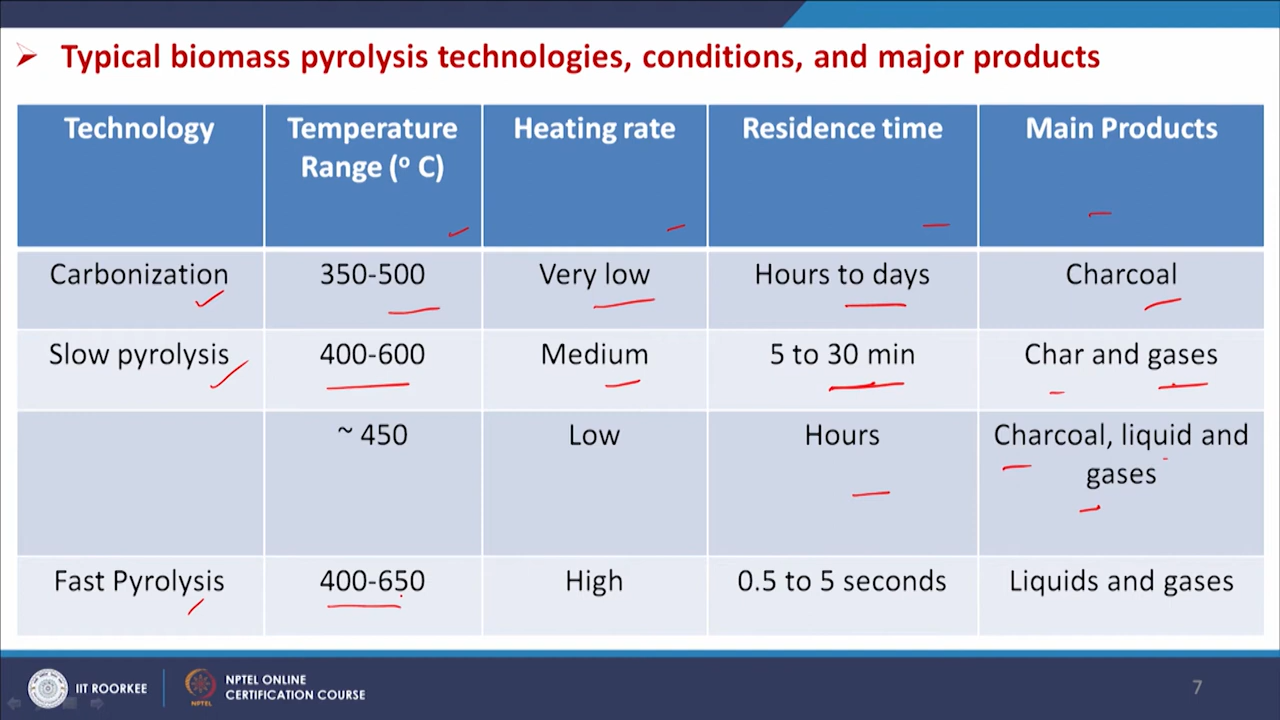 Typical biomass pyrolysis technologies, conditions, and major products
Technology
Temperature
Range (° C)
Heating rate
Residence time
Main Products
Carbonization
350-500
Very low
Hours to days
Charcoal
Slow pyrolysis
400-600
Medium
5 to 30 min
Char and gases
~ 450
Low
Hours
Charcoal, liquid and
gases
Fast Pyrolysis
400-650
High
0.5 to 5 seconds
Liquids and gases
IIT ROORKEE
NPTEL ONLINE
CERTIFICATION COURSE
NPTEL
7